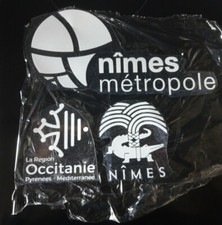 nîmes
métropole
La Région
Occitanie
Pyrénées - Méditerranée
NÎMES